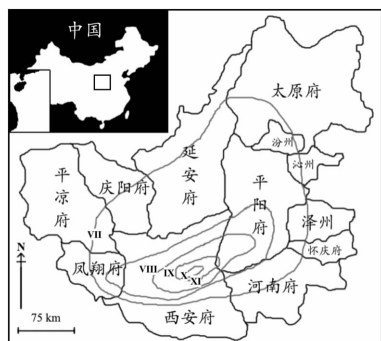 中国
太原府
汾州
沁州
延安府
平凉府
庆阳府
平阳府
泽州
怀庆府
VII
凤翔府
VIII
IX
X
XI
河南府
西安府
N
75 km